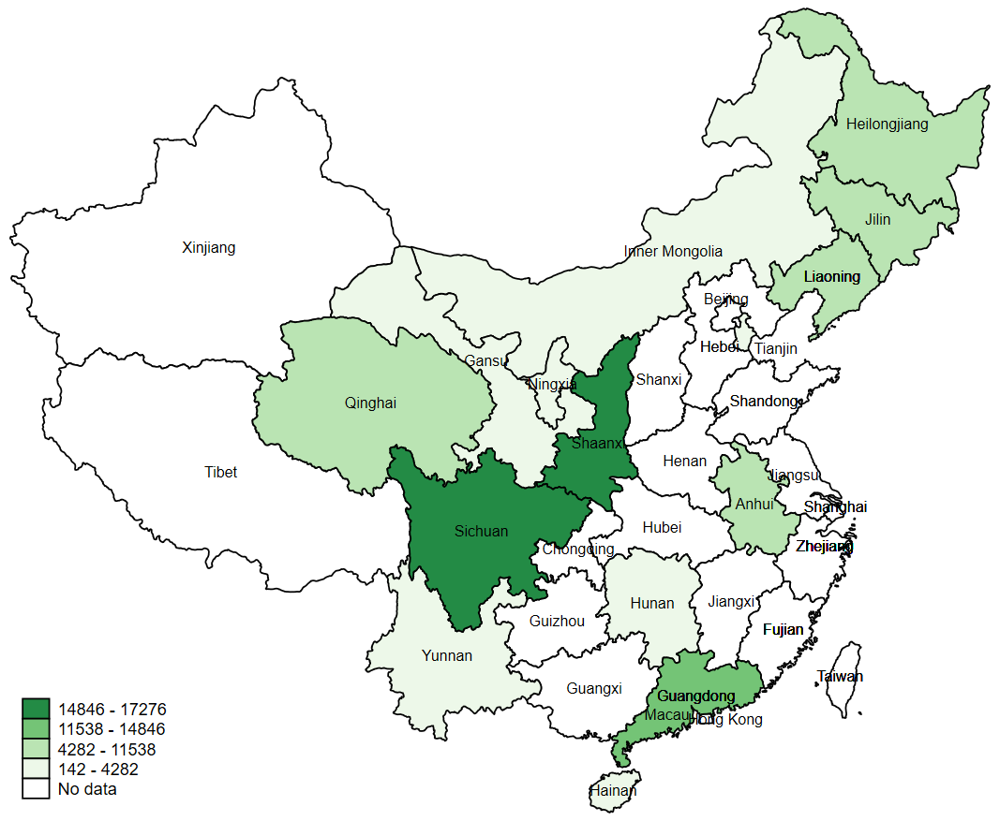 Heilongjiang
Jilin
Xinjiang
Inner Mongolia
Liaoning
Beijing
Hebei
Tianjin
Gansu
Ningxia
Shanxi
Qinghai
Shandong
Shaanxi
Henan
Tibet
Jiangsu
Anhui
Shanghai
Sichuan
Hubei
Chongqing
Zhejiang
Hunan
Jiangxi
Guizhou
Fujian
Yunnan
Taiwan
Guangxi
Guangdong
Macau
Hong Kong
Hainan
14846 - 17276
11538 - 14846
4282 - 11538
142 - 4282
No data